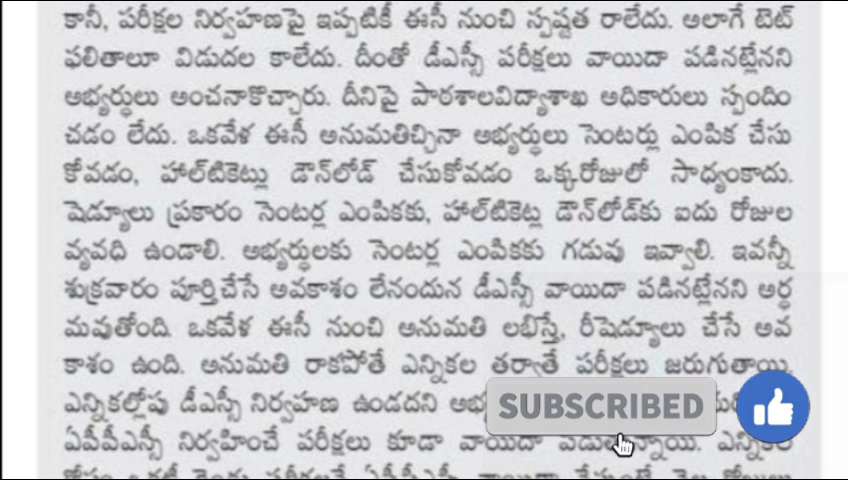 కానీ, పరీక్షల నిర్వహణపై ఇప్పటికీ ఈసీ నుంచి స్పష్టత రాలేదు. అలాగే టెట్
ఫలితాలూ విడుదల కాలేదు. దీంతో డీఎస్సీ పరీక్షలు వాయిదా పడినట్లేనని
అభ్యర్థులు అంచనాకొచ్చారు. దీనిపై పాఠశాలవిద్యాశాఖ అధికారులు స్పందిం
చడం లేదు. ఒకవేళ ఈసీ అనుమతిచ్చినా అభ్యర్థులు సెంటర్లు ఎంపిక చేసు
కోవడం, హాల్‌టికెట్లు డౌన్‌లోడ్ చేసుకోవడం ఒక్కరోజులో సాధ్యంకాదు.
షెడ్యూలు ప్రకారం సెంటర్ల ఎంపికకు, హాల్‌టికెట్ల డౌన్‌లోడ్‌కు ఐదు రోజుల
వ్యవధి ఉండాలి. అభ్యర్థులకు సెంటర్ల ఎంపికకు గడువు ఇవ్వాలి. ఇవన్నీ
శుక్రవారం పూర్తిచేసే అవకాశం లేనందున డీఎస్సీ వాయిదా పడినట్లేనని అర్థ
మవుతోంది. ఒకవేళ ఈసీ నుంచి అనుమతి లభిస్తే, రీషెడ్యూలు చేసే అవ
కాశం ఉంది. అనుమతి రాకపోతే ఎన్నికల తర్వాతే పరీక్షలు జరుగుతాయి.
ఎన్నికల్లోపు డీఎస్సీ నిర్వహణ ఉండదని
SUBSCRIBED
ఏపీపీఎస్సీ నిర్వహించే పరీక్షలు కూడా వాయిదా ఎన్నికల